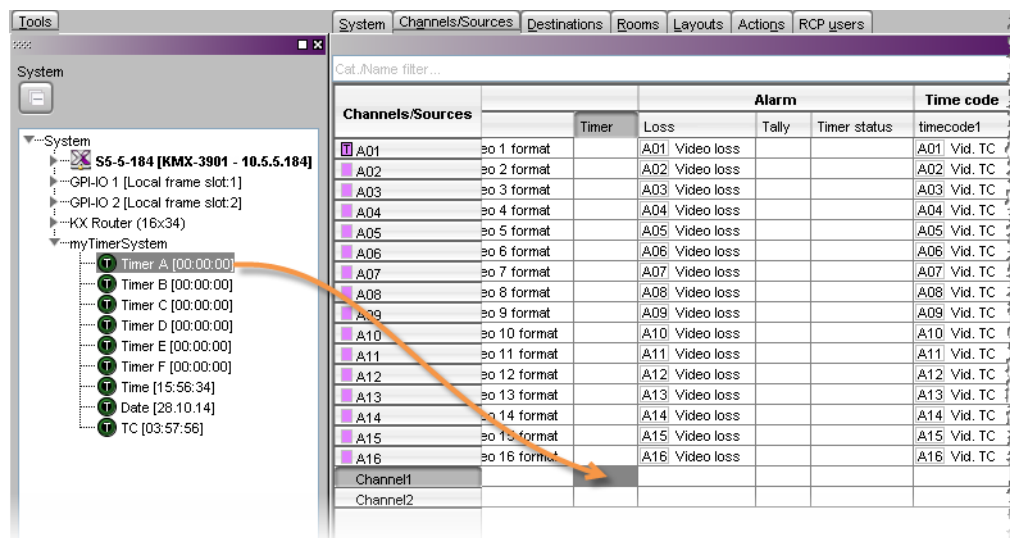 Tools
System Channels/Sources Destinations Rooms Layouts Actions RCP users
System
Cat./Name filter...
Channels/Sources Alarm Time code
Timer Loss Tally Timer status timecode1
System
S5-5-184 [KMX-3901 - 10.5.5.184]
GPI-IO 1 [Local frame slot:1]
GPI-IO 2 [Local frame slot:2]
KX Router (16x34)
myTimerSystem
Timer A [00:00:00]
Timer B [00:00:00]
Timer C [00:00:00]
Timer D [00:00:00]
Timer E [00:00:00]
Timer F [00:00:00]
Time [15:56:34]
Date [28.10.14]
TC [03:57:56]
T A01 eo 1 format A01 Video loss A01 Vid. TC
A02 eo 2 format A02 Video loss A02 Vid. TC
A03 eo 3 format A03 Video loss A03 Vid. TC
A04 eo 4 format A04 Video loss A04 Vid. TC
A05 eo 5 format A05 Video loss A05 Vid. TC
A06 eo 6 format A06 Video loss A06 Vid. TC
A07 eo 7 format A07 Video loss A07 Vid. TC
A08 eo 8 format A08 Video loss A08 Vid. TC
A09 eo 9 format A09 Video loss A09 Vid. TC
A10 eo 10 format A10 Video loss A10 Vid. TC
A11 eo 11 format A11 Video loss A11 Vid. TC
A12 eo 12 format A12 Video loss A12 Vid. TC
A13 eo 13 format A13 Video loss A13 Vid. TC
A14 eo 14 format A14 Video loss A14 Vid. TC
A15 eo 15 format A15 Video loss A15 Vid. TC
A16 eo 16 format A16 Video loss A16 Vid. TC
Channel1
Channel2